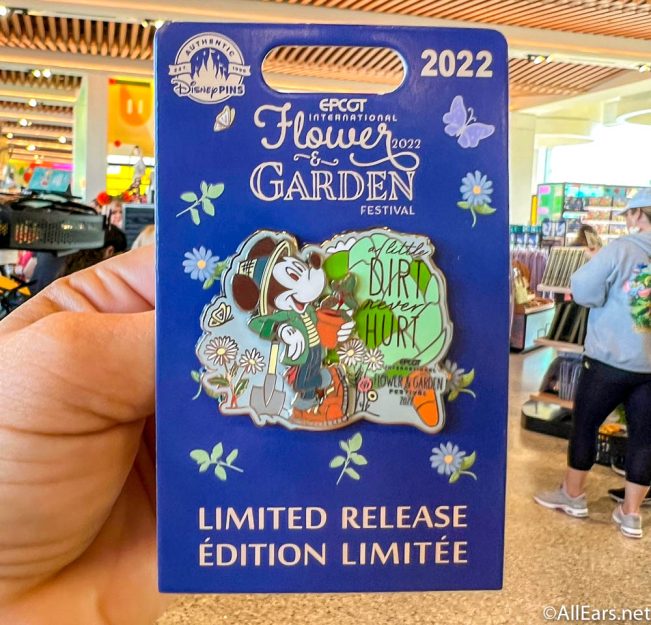 AUTHENTIC
Disney PINS
2022
EPCOT
INTERNATIONAL
Flower 2022
&
GARDEN
FESTIVAL
a little
DIRT
never
HURT
EPCOT
INTERNATIONAL
FLOWER & GARDEN
FESTIVAL
LIMITED RELEASE
ÉDITION LIMITÉE
©AllEars.net